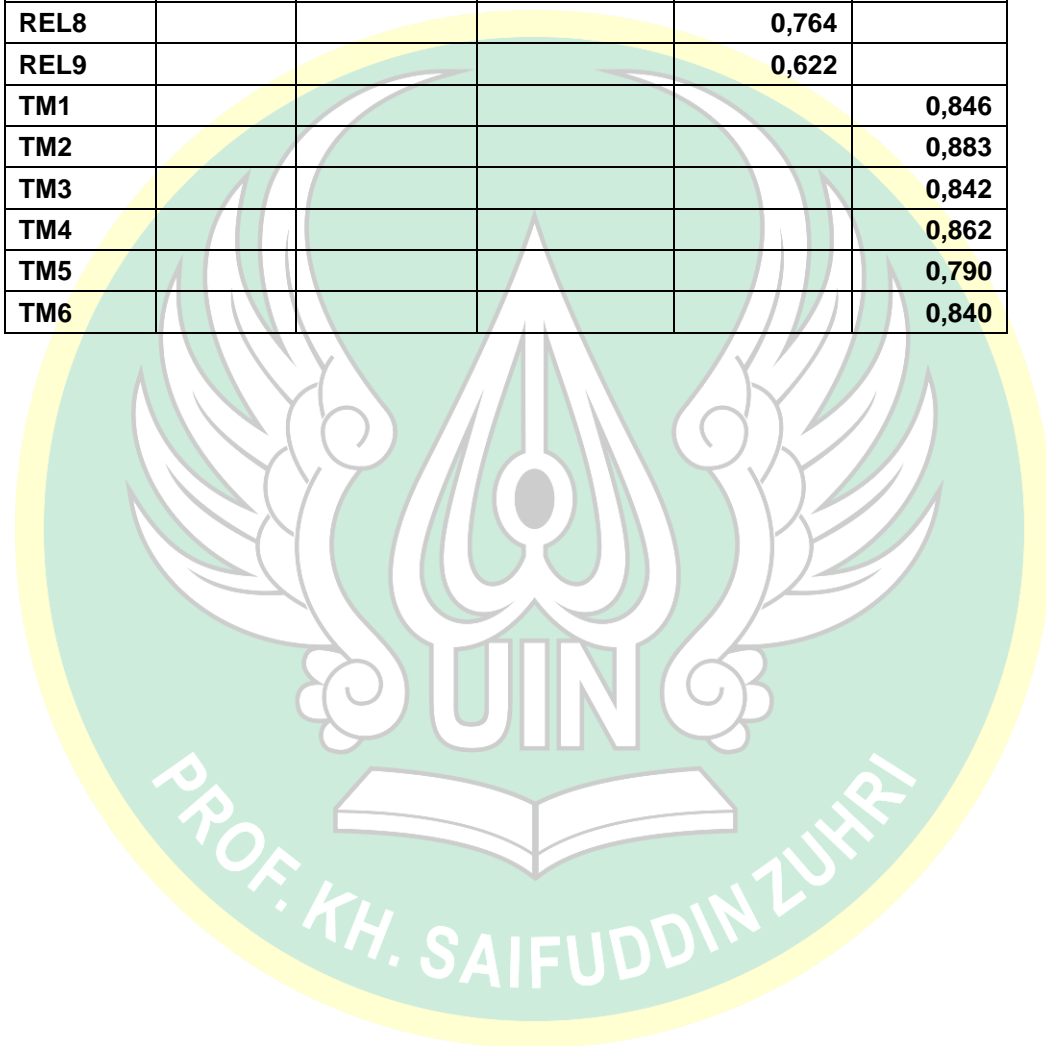 REL8 0,764
REL9 0,622
TM1 0,846
TM2 0,883
TM3 0,842
TM4 0,862
TM5 0,790
TM6 0,840
UIN
PROF. KH. SAIFUDDIN ZUHRI